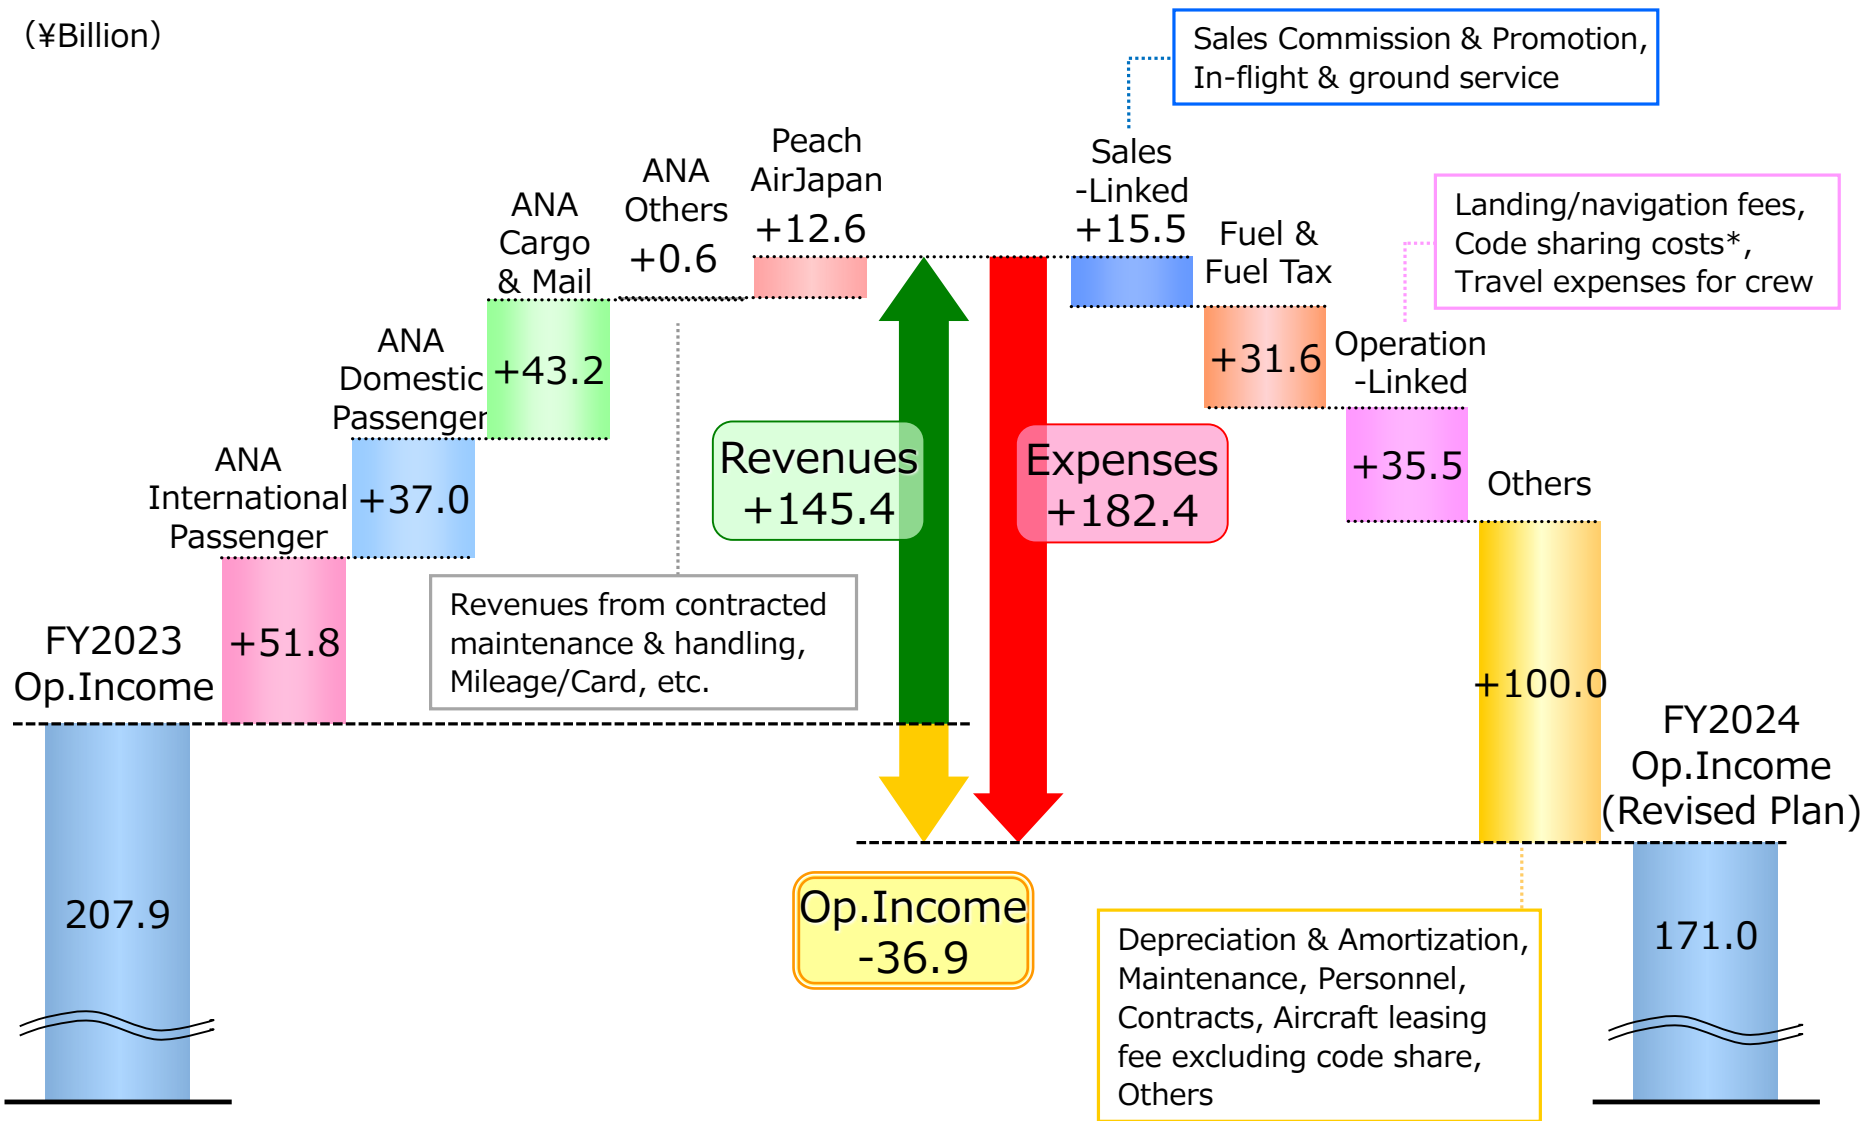 (¥Billion)
FY2023
Op.Income
207.9
ANA
International
Passenger
+51.8
ANA
Domestic
Passenger
+37.0
ANA
Cargo
& Mail
+43.2
ANA
Others
+0.6
Revenues from contracted
maintenance & handling,
Mileage/Card, etc.
Peach
AirJapan
+12.6
Revenues
+145.4
Expenses
+182.4
Op.Income
-36.9
Sales Commission & Promotion,
In-flight & ground service
Sales
-Linked
+15.5
Fuel &
Fuel Tax
+31.6
Landing/navigation fees,
Code sharing costs*,
Travel expenses for crew
Operation
-Linked
+35.5
Others
+100.0
Depreciation & Amortization,
Maintenance, Personnel,
Contracts, Aircraft leasing
fee excluding code share,
Others
FY2024
Op.Income
(Revised Plan)
171.0